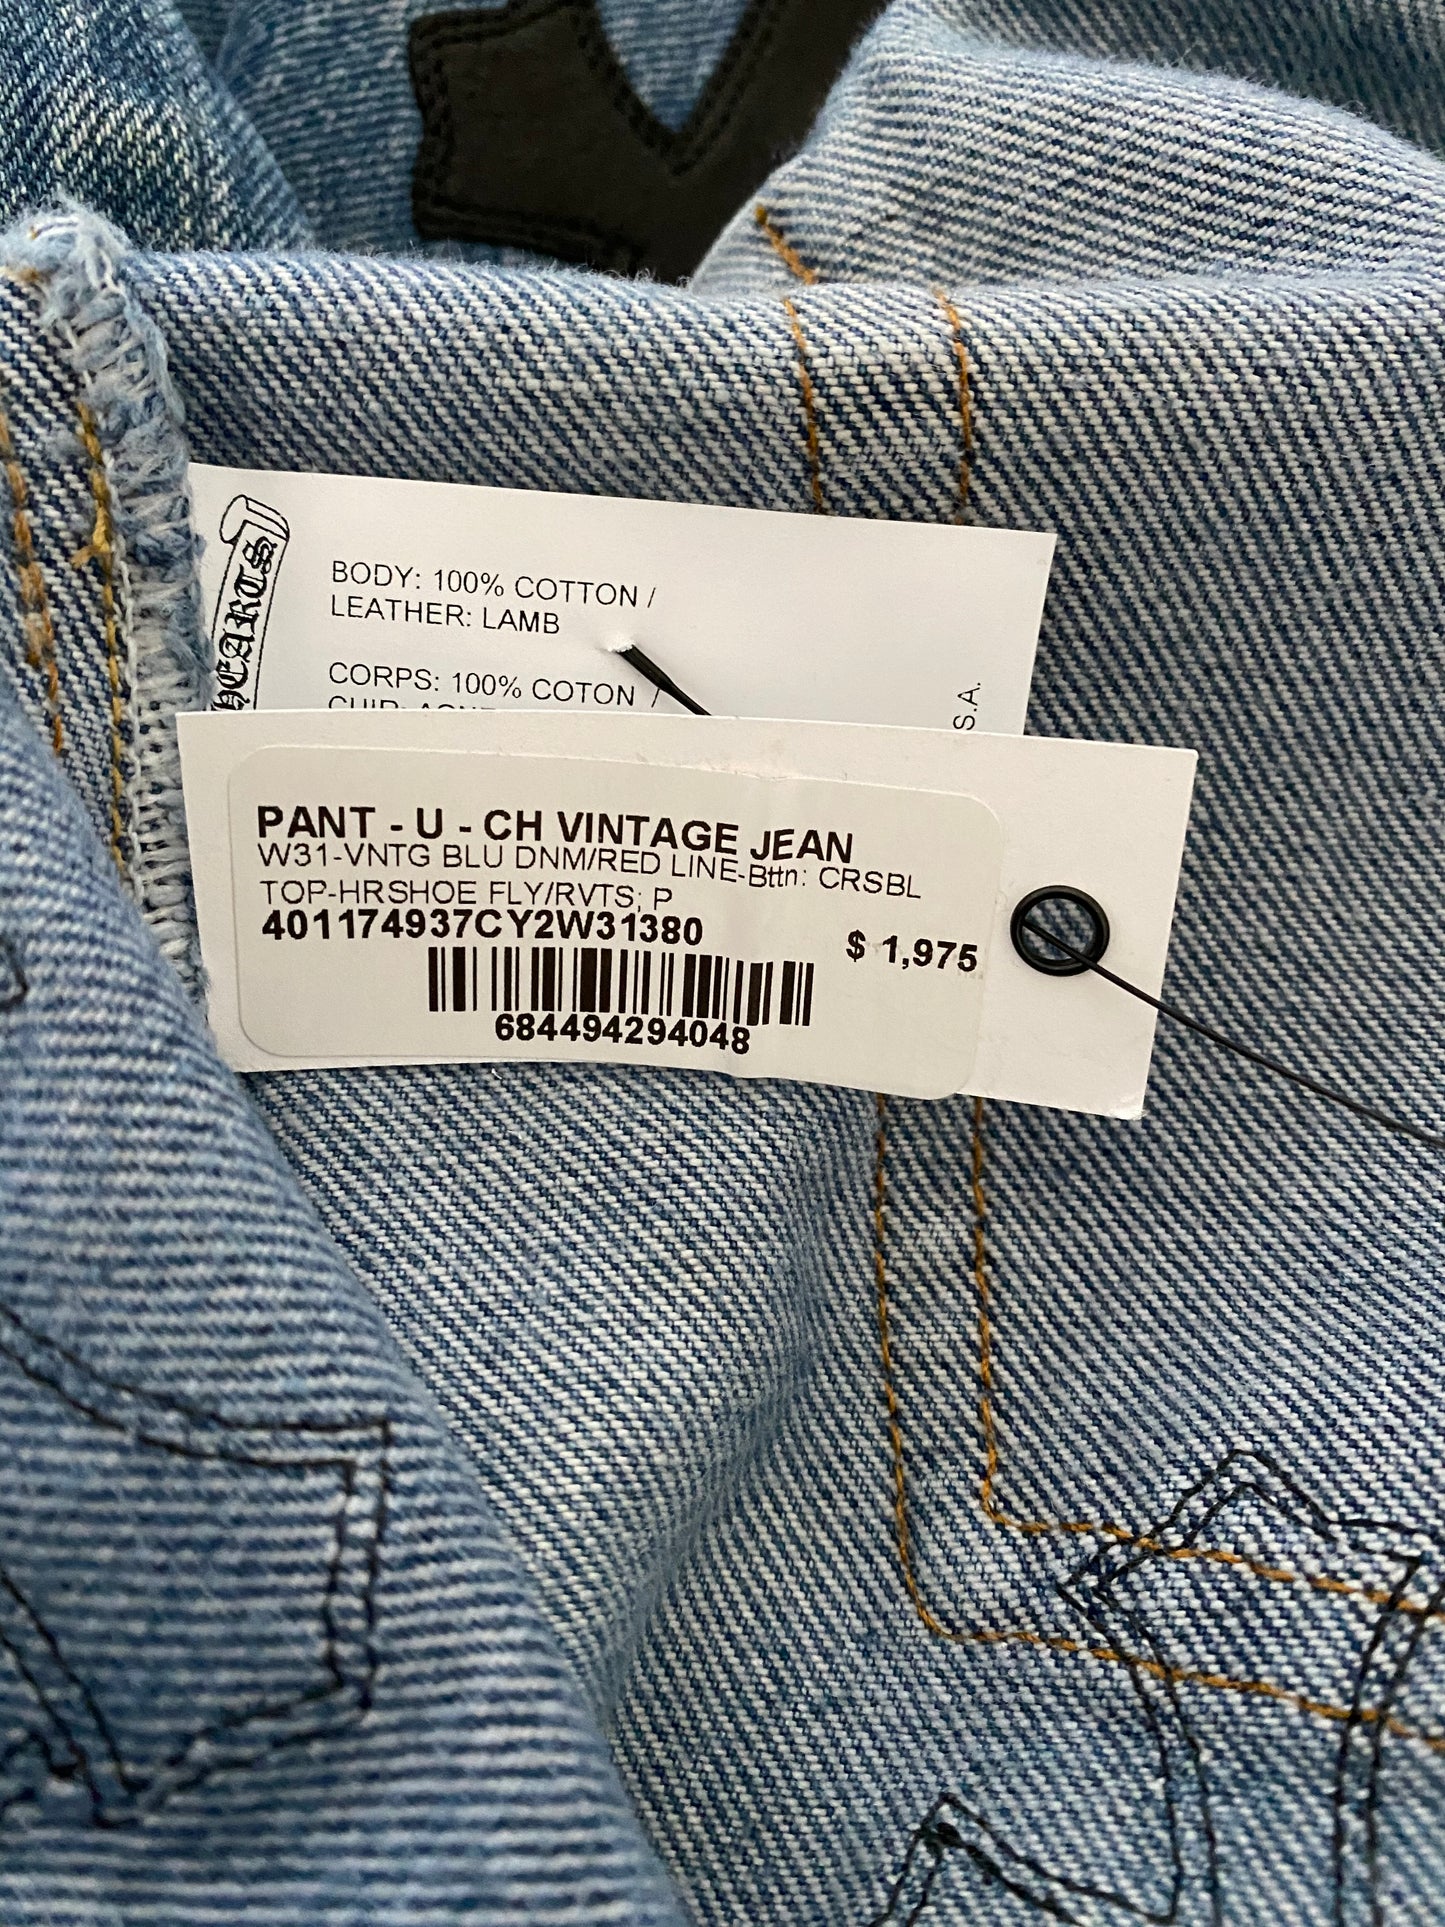 HEARTS
BODY: 100% COTTON /
LEATHER: LAMB
CORPS: 100% COTON /
S.A.
PANT - U - CH VINTAGE JEAN
W31-VNTG BLU DNM/RED LINE-Bttn: CRSBL
TOP-HRSHOE FLY/RVTS; P
401174937CY2W31380
$ 1,975
684494294048